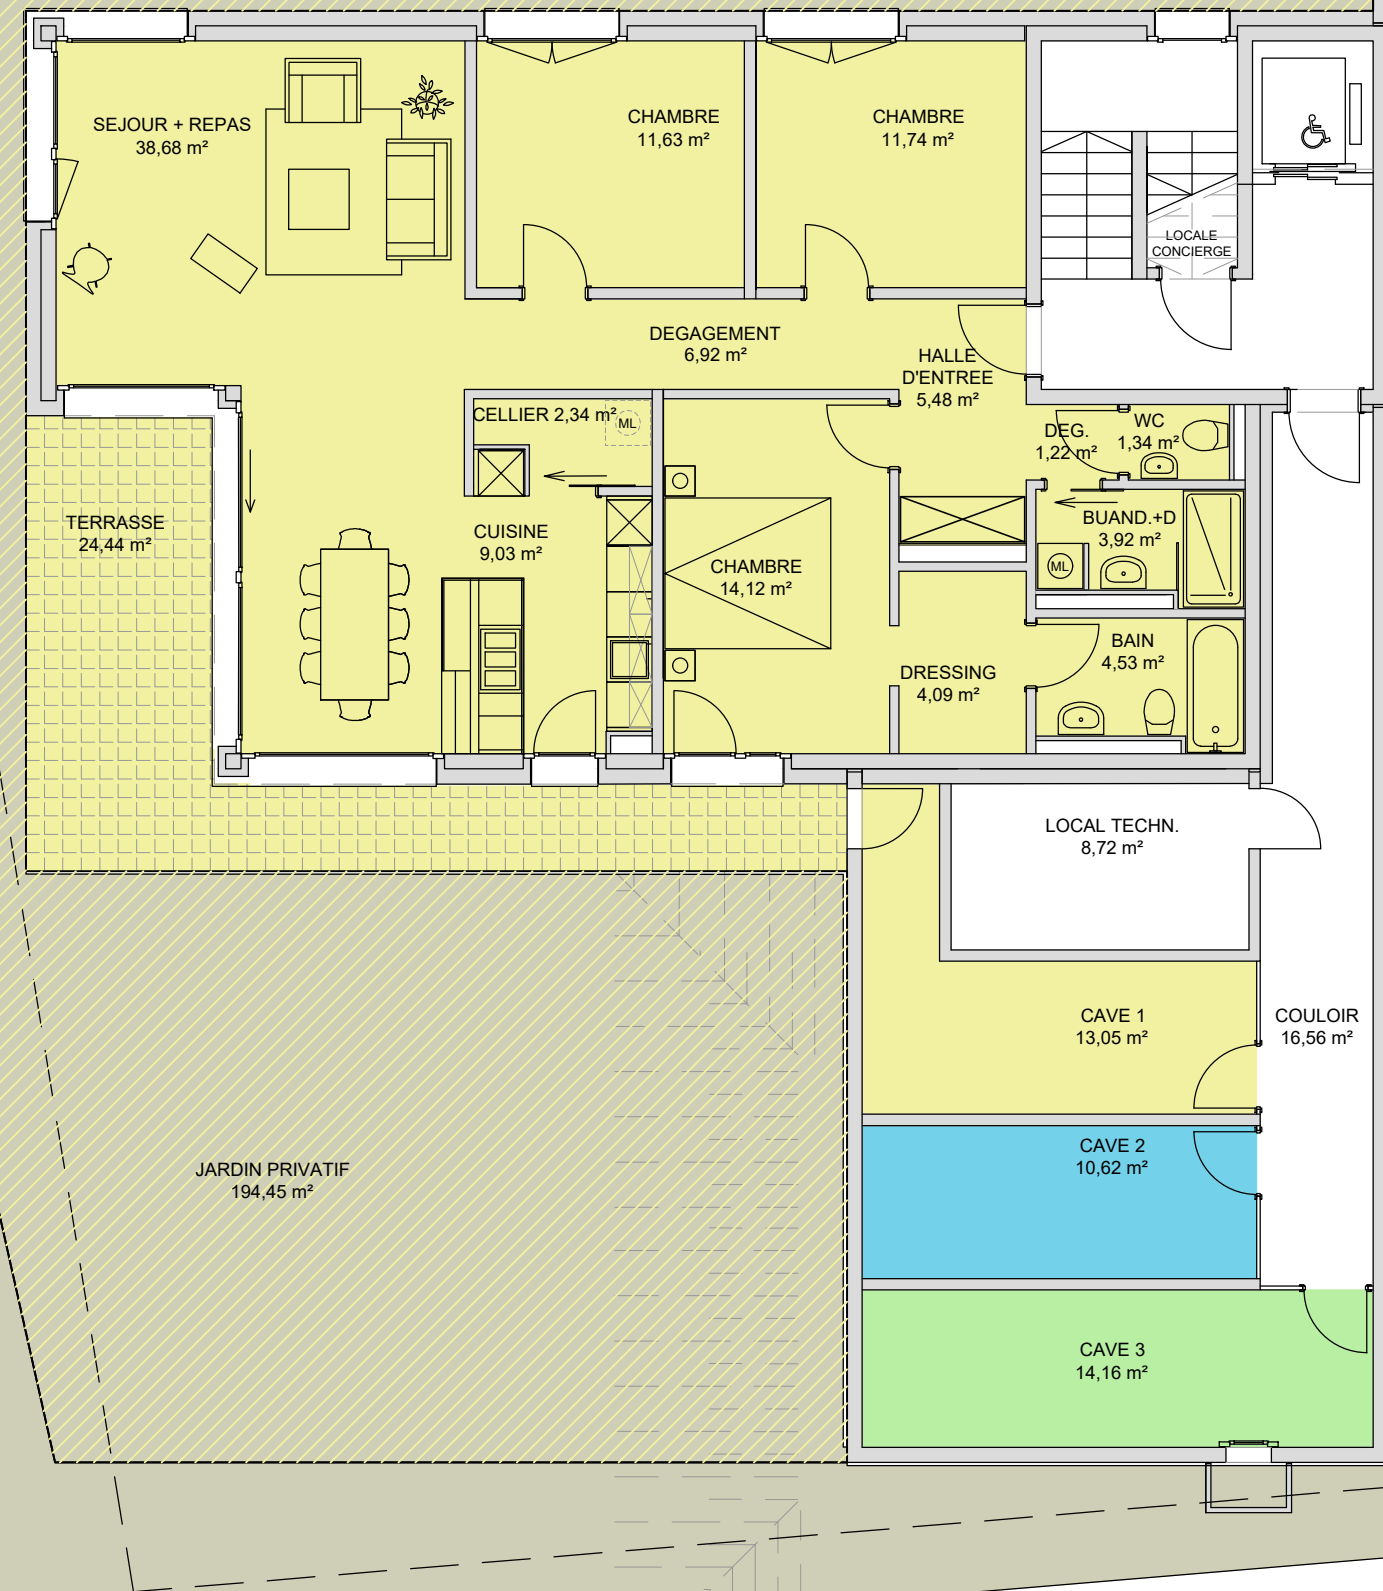 SEJOUR + REPAS
38,68 m²
CHAMBRE
11,63 m²
CHAMBRE
11,74 m²
LOCALE
CONCIERGE
DEGAGEMENT
6,92 m²
HALLE
D'ENTREE
5,48 m²
CELLIER 2,34 m²
ML
DEG.
1,22 m²
WC
1,34 m²
TERRASSE
24,44 m²
CUISINE
9,03 m²
CHAMBRE
14,12 m²
BUAND.+D
3,92 m²
ML
DRESSING
4,09 m²
BAIN
4,53 m²
LOCAL TECHN.
8,72 m²
CAVE 1
13,05 m²
COULOIR
16,56 m²
CAVE 2
10,62 m²
JARDIN PRIVATIF
194,45 m²
CAVE 3
14,16 m²